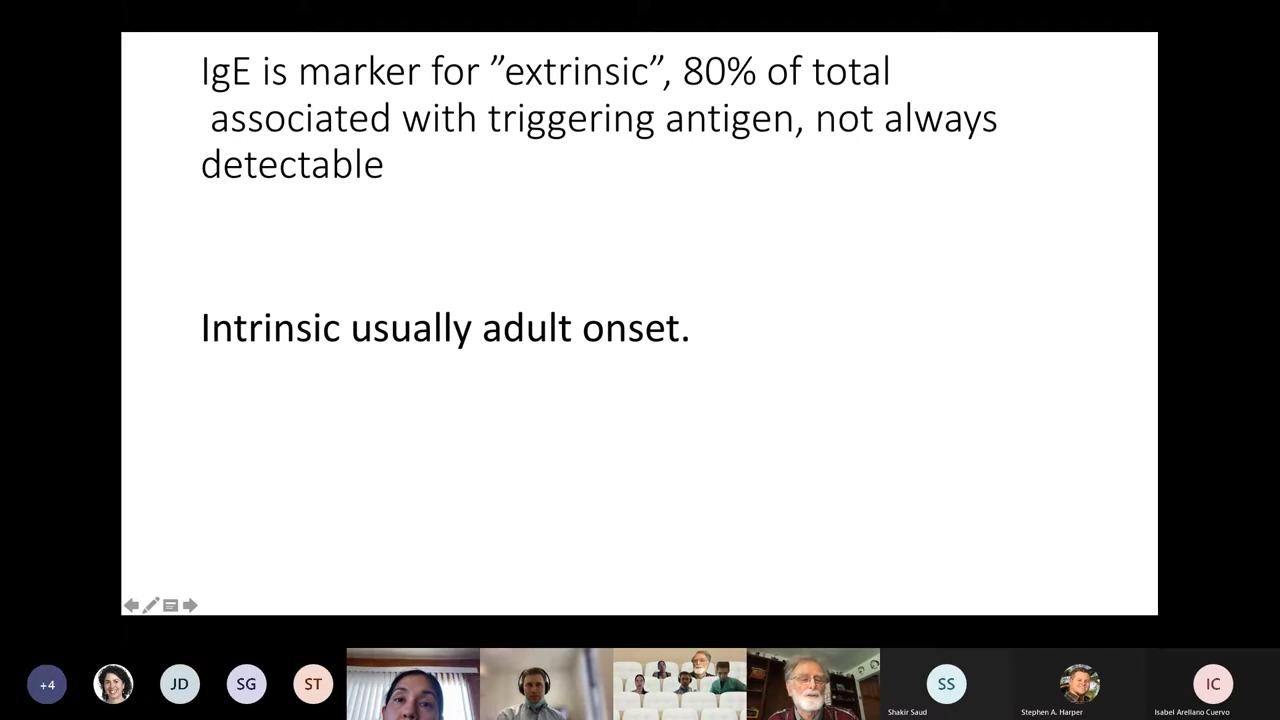 IgE is marker for ”extrinsic”, 80% of total
associated with triggering antigen, not always
detectable
Intrinsic usually adult onset.
+4
JD
SG
ST
SS
IC
Shakir Saud
Stephen A. Harper
Isabel Arellano Cuervo